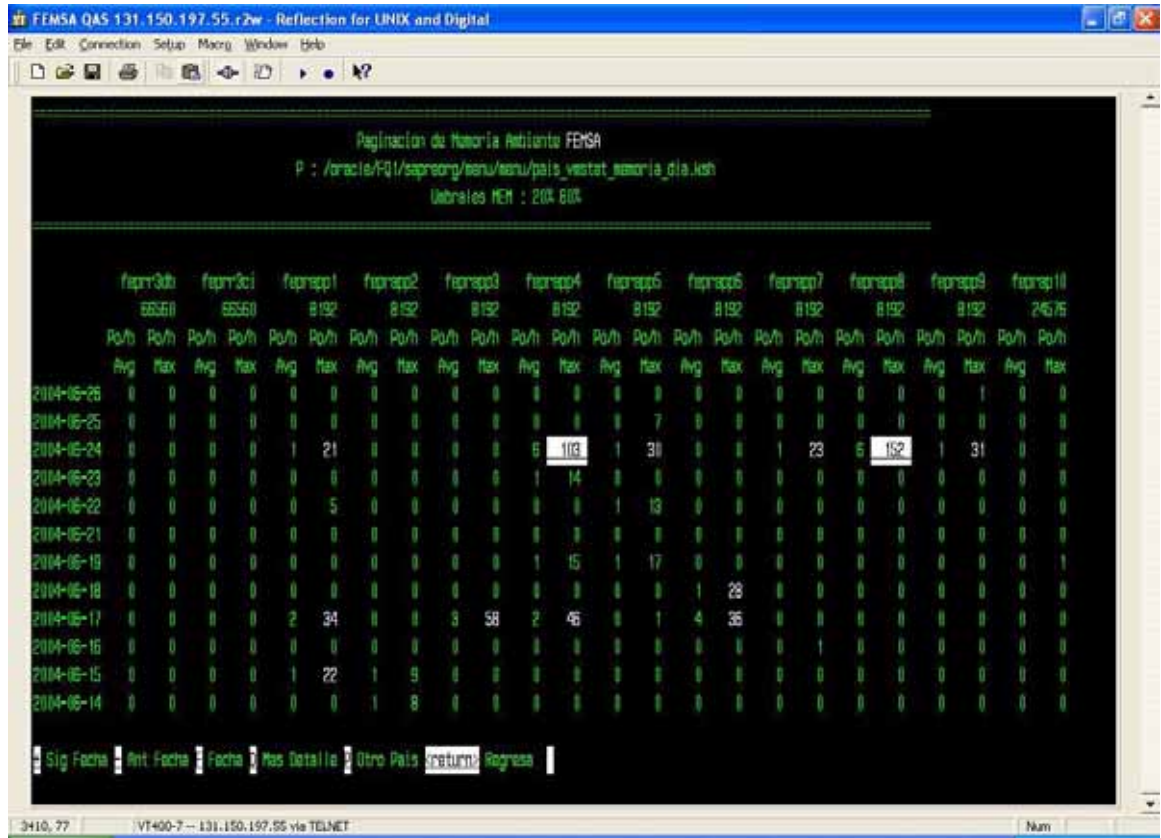 FEMSA QAS 131.150.197.55.r2w - Reflection for UNIX and Digital
File Edit Connection Setup Macro Window Help
Paginacion de Memoria Ambiente FEMSA
P : /oracle/FQ1/sapreorg/menu/menu/pais_vmstat_memoria_dia.ksh
Umbrales MEM : 20% 80%
feprr3db feprr3ci feprapp1 feprapp2 feprapp3 feprapp4 feprapp5 feprapp6 feprapp7 feprapp8 feprapp9 feprap10
66560 66560 8192 8192 8192 8192 8192 8192 8192 8192 8192 24576
Po/h Po/h Po/h Po/h Po/h Po/h Po/h Po/h Po/h Po/h Po/h Po/h Po/h Po/h Po/h Po/h Po/h Po/h Po/h Po/h Po/h Po/h Po/h Po/h
Avg Max Avg Max Avg Max Avg Max Avg Max Avg Max Avg Max Avg Max Avg Max Avg Max Avg Max Avg Max
2004-06-26 0 0 0 0 0 0 0 0 0 0 0 0 0 0 0 0 0 0 0 0 0 1 0 0
2004-06-25 0 0 0 0 0 0 0 0 0 0 0 0 0 7 0 0 0 0 0 0 0 0 0 0
2004-06-24 0 0 0 0 1 21 0 0 0 0 6 103 1 30 0 0 1 23 6 152 1 31 0 0
2004-06-23 0 0 0 0 0 0 0 0 0 0 1 14 0 0 0 0 0 0 0 0 0 0 0 0
2004-06-22 0 0 0 0 0 5 0 0 0 0 0 0 1 13 0 0 0 0 0 0 0 0 0 0
2004-06-21 0 0 0 0 0 0 0 0 0 0 0 0 0 0 0 0 0 0 0 0 0 0 0
2004-06-19 0 0 0 0 0 0 0 0 0 0 1 15 1 17 0 0 0 0 0 0 0 0 0 1
2004-06-18 0 0 0 0 0 0 0 0 0 0 0 0 0 0 1 28 0 0 0 0 0 0 0 0
2004-06-17 0 0 0 0 2 34 0 0 3 58 2 46 0 1 4 36 0 0 0 0 0 0 0 0
2004-06-16 0 0 0 0 0 0 0 0 0 0 0 0 0 0 0 0 0 1 0 0 0 0 0 0
2004-06-15 0 0 0 0 1 22 1 9 0 0 0 0 0 0 0 0 0 0 0 0 0 0 0 0
2004-06-14 0 0 0 0 0 0 1 8 0 0 0 0 0 0 0 0 0 0 0 0 0 0 0 0
Sig Fecha - Ant Fecha F Fecha D Mas Detalle P Otro Pais <return> Regresa
3410, 77 VT400-7 -- 131.150.197.55 via TELNET Num